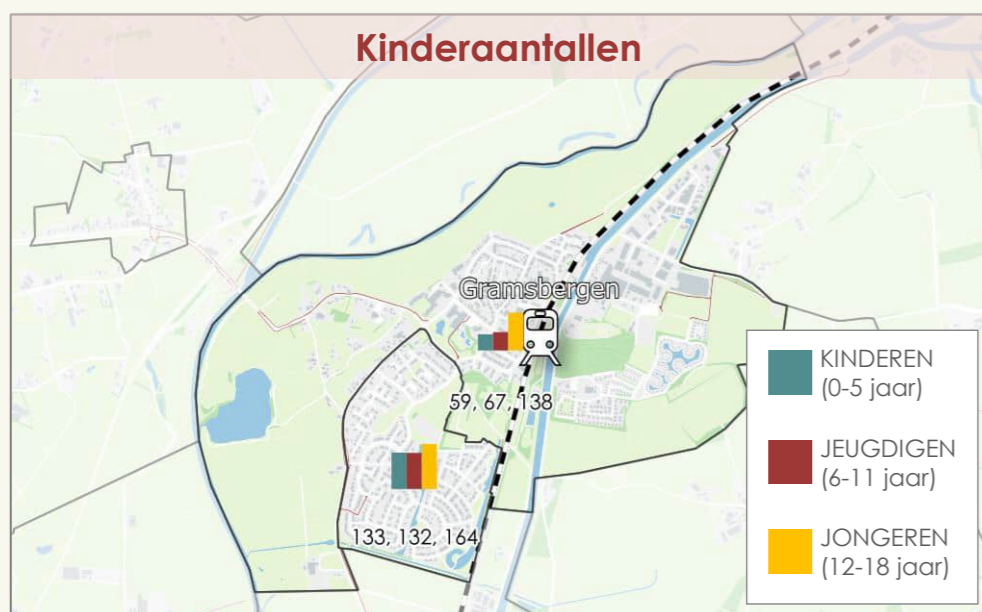 Kinderaantallen
Gramsbergen
59, 67, 138
133, 132, 164
KINDEREN
(0-5 jaar)
JEUGDIGEN
(6-11 jaar)
JONGEREN
(12-18 jaar)